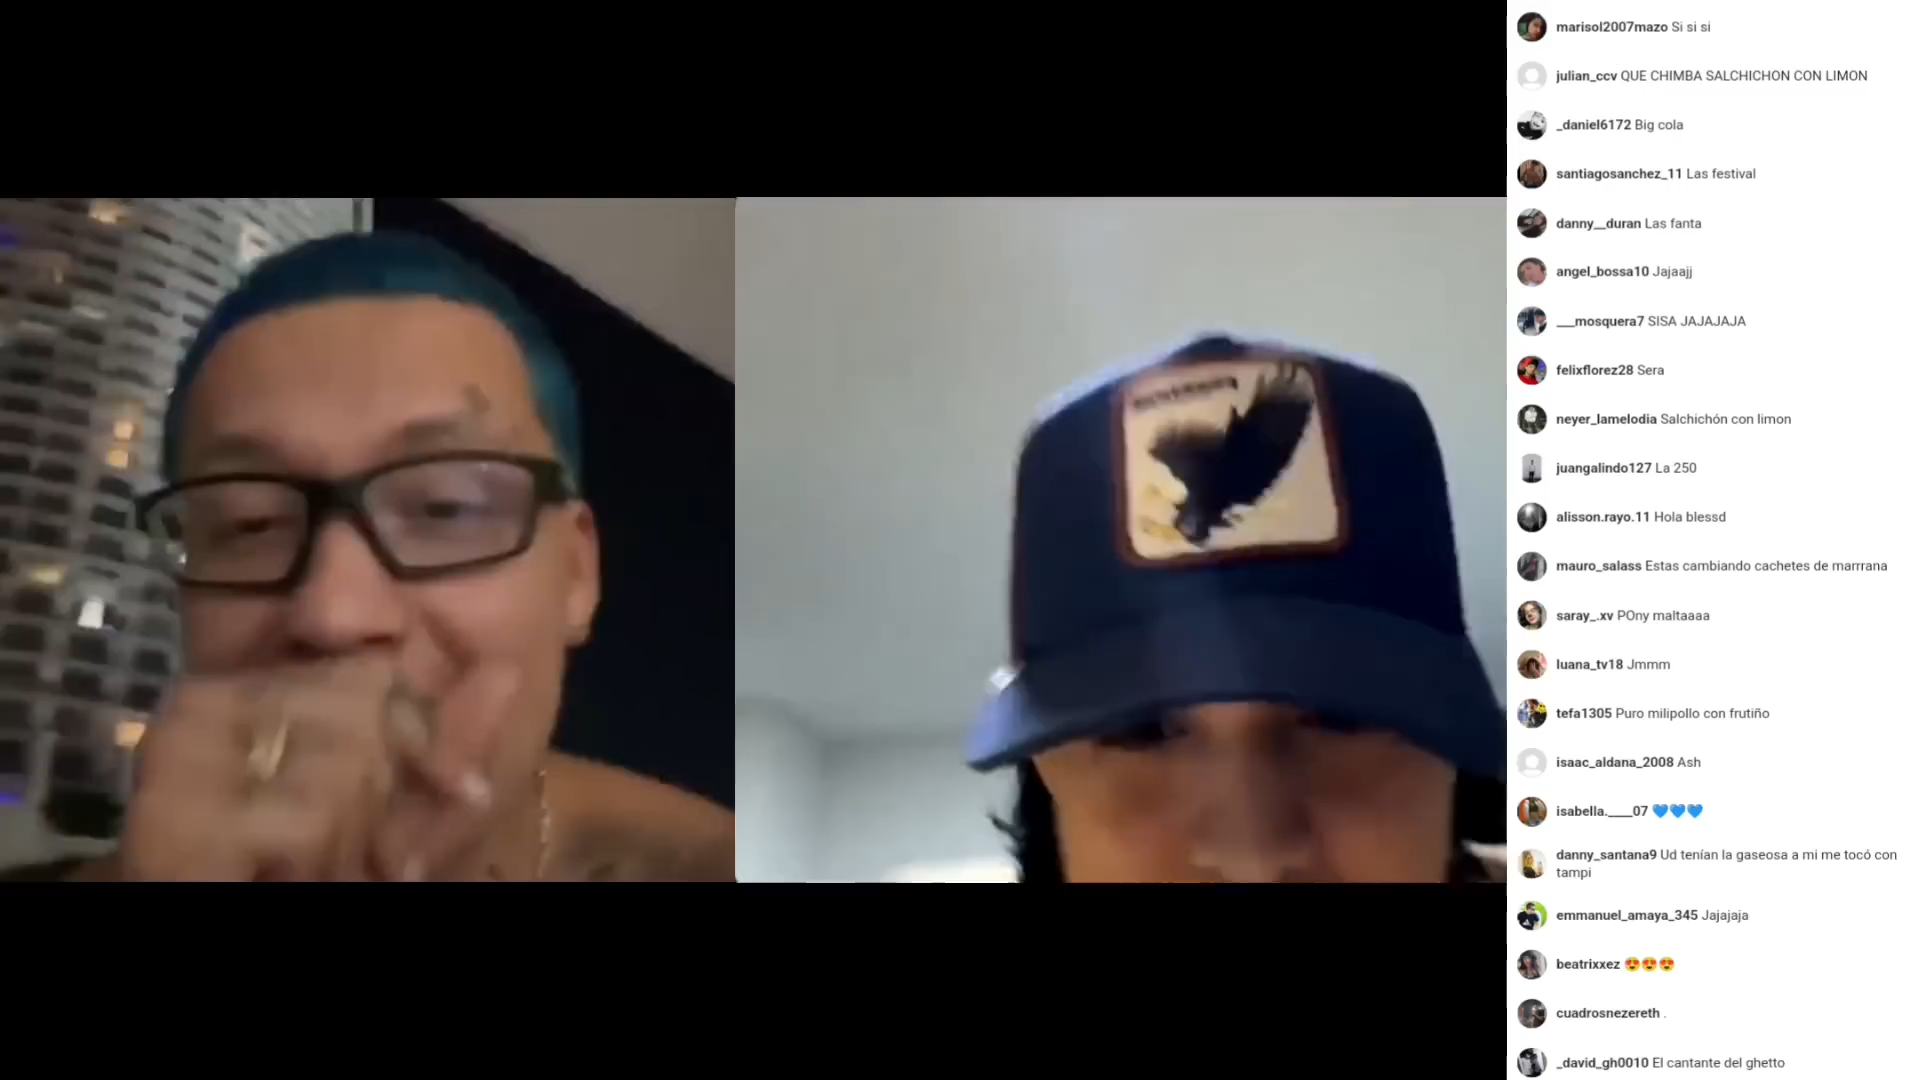 marisol2007mazo Si si si
julian_ccv QUE CHIMBA SALCHICHON CON LIMON
_daniel6172 Big cola
santiagosanchez_11 Las festival
danny__duran Las fanta
angel_bossa10 Jajaajj
___mosquera7 SISA JAJAJAJA
felixflorez28 Sera
neyer_lamelodia Salchichón con limon
juangalindo127 La 250
alisson.rayo.11 Hola blessd
mauro_salass Estas cambiando cachetes de marrrana
saray_.xv POny maltaaaa
luana_tv18 Jmmm
tefa1305 Puro milipollo con frutiño
isaac_aldana_2008 Ash
isabella.____07 💙💙💙
danny_santana9 Ud tenían la gaseosa a mi me tocó con
tampi
emmanuel_amaya_345 Jajajaja
beatrixxez 😍😍😍
cuadrosnezereth .
_david_gh0010 El cantante del ghetto